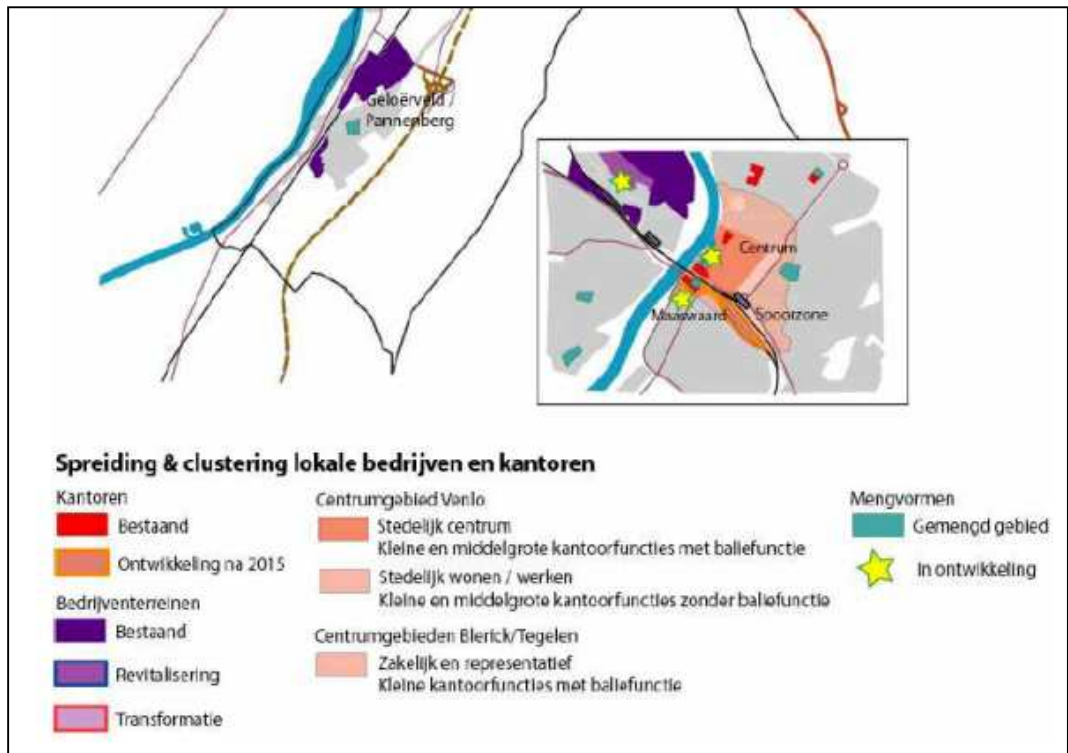 Geloërveld /
Pannenberg
Centrum
Maaswaard
Spoorzone
Spreiding & clustering lokale bedrijven en kantoren
Kantoren
Bestaand
Ontwikkeling na 2015
Bedrijventerreinen
Bestaand
Revitalisering
Transformatie
Centrumgebied Venlo
Stedelijk centrum
Kleine en middelgrote kantoorfuncties met baliefunctie
Stedelijk wonen / werken
Kleine en middelgrote kantoorfuncties zonder baliefunctie
Centrumgebieden Blerick/Tegelen
Zakelijk en representatief
Kleine kantoorfuncties met baliefunctie
Mengvormen
Gemengd gebied
In ontwikkeling